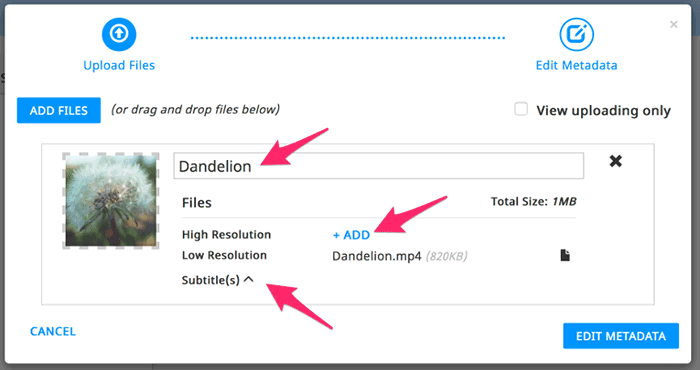 Upload Files
Edit Metadata
ADD FILES (or drag and drop files below)
View uploading only
Dandelion
Files
Total Size: 1MB
High Resolution + ADD
Low Resolution Dandelion.mp4 (820KB)
Subtitle(s)
CANCEL
EDIT METADATA